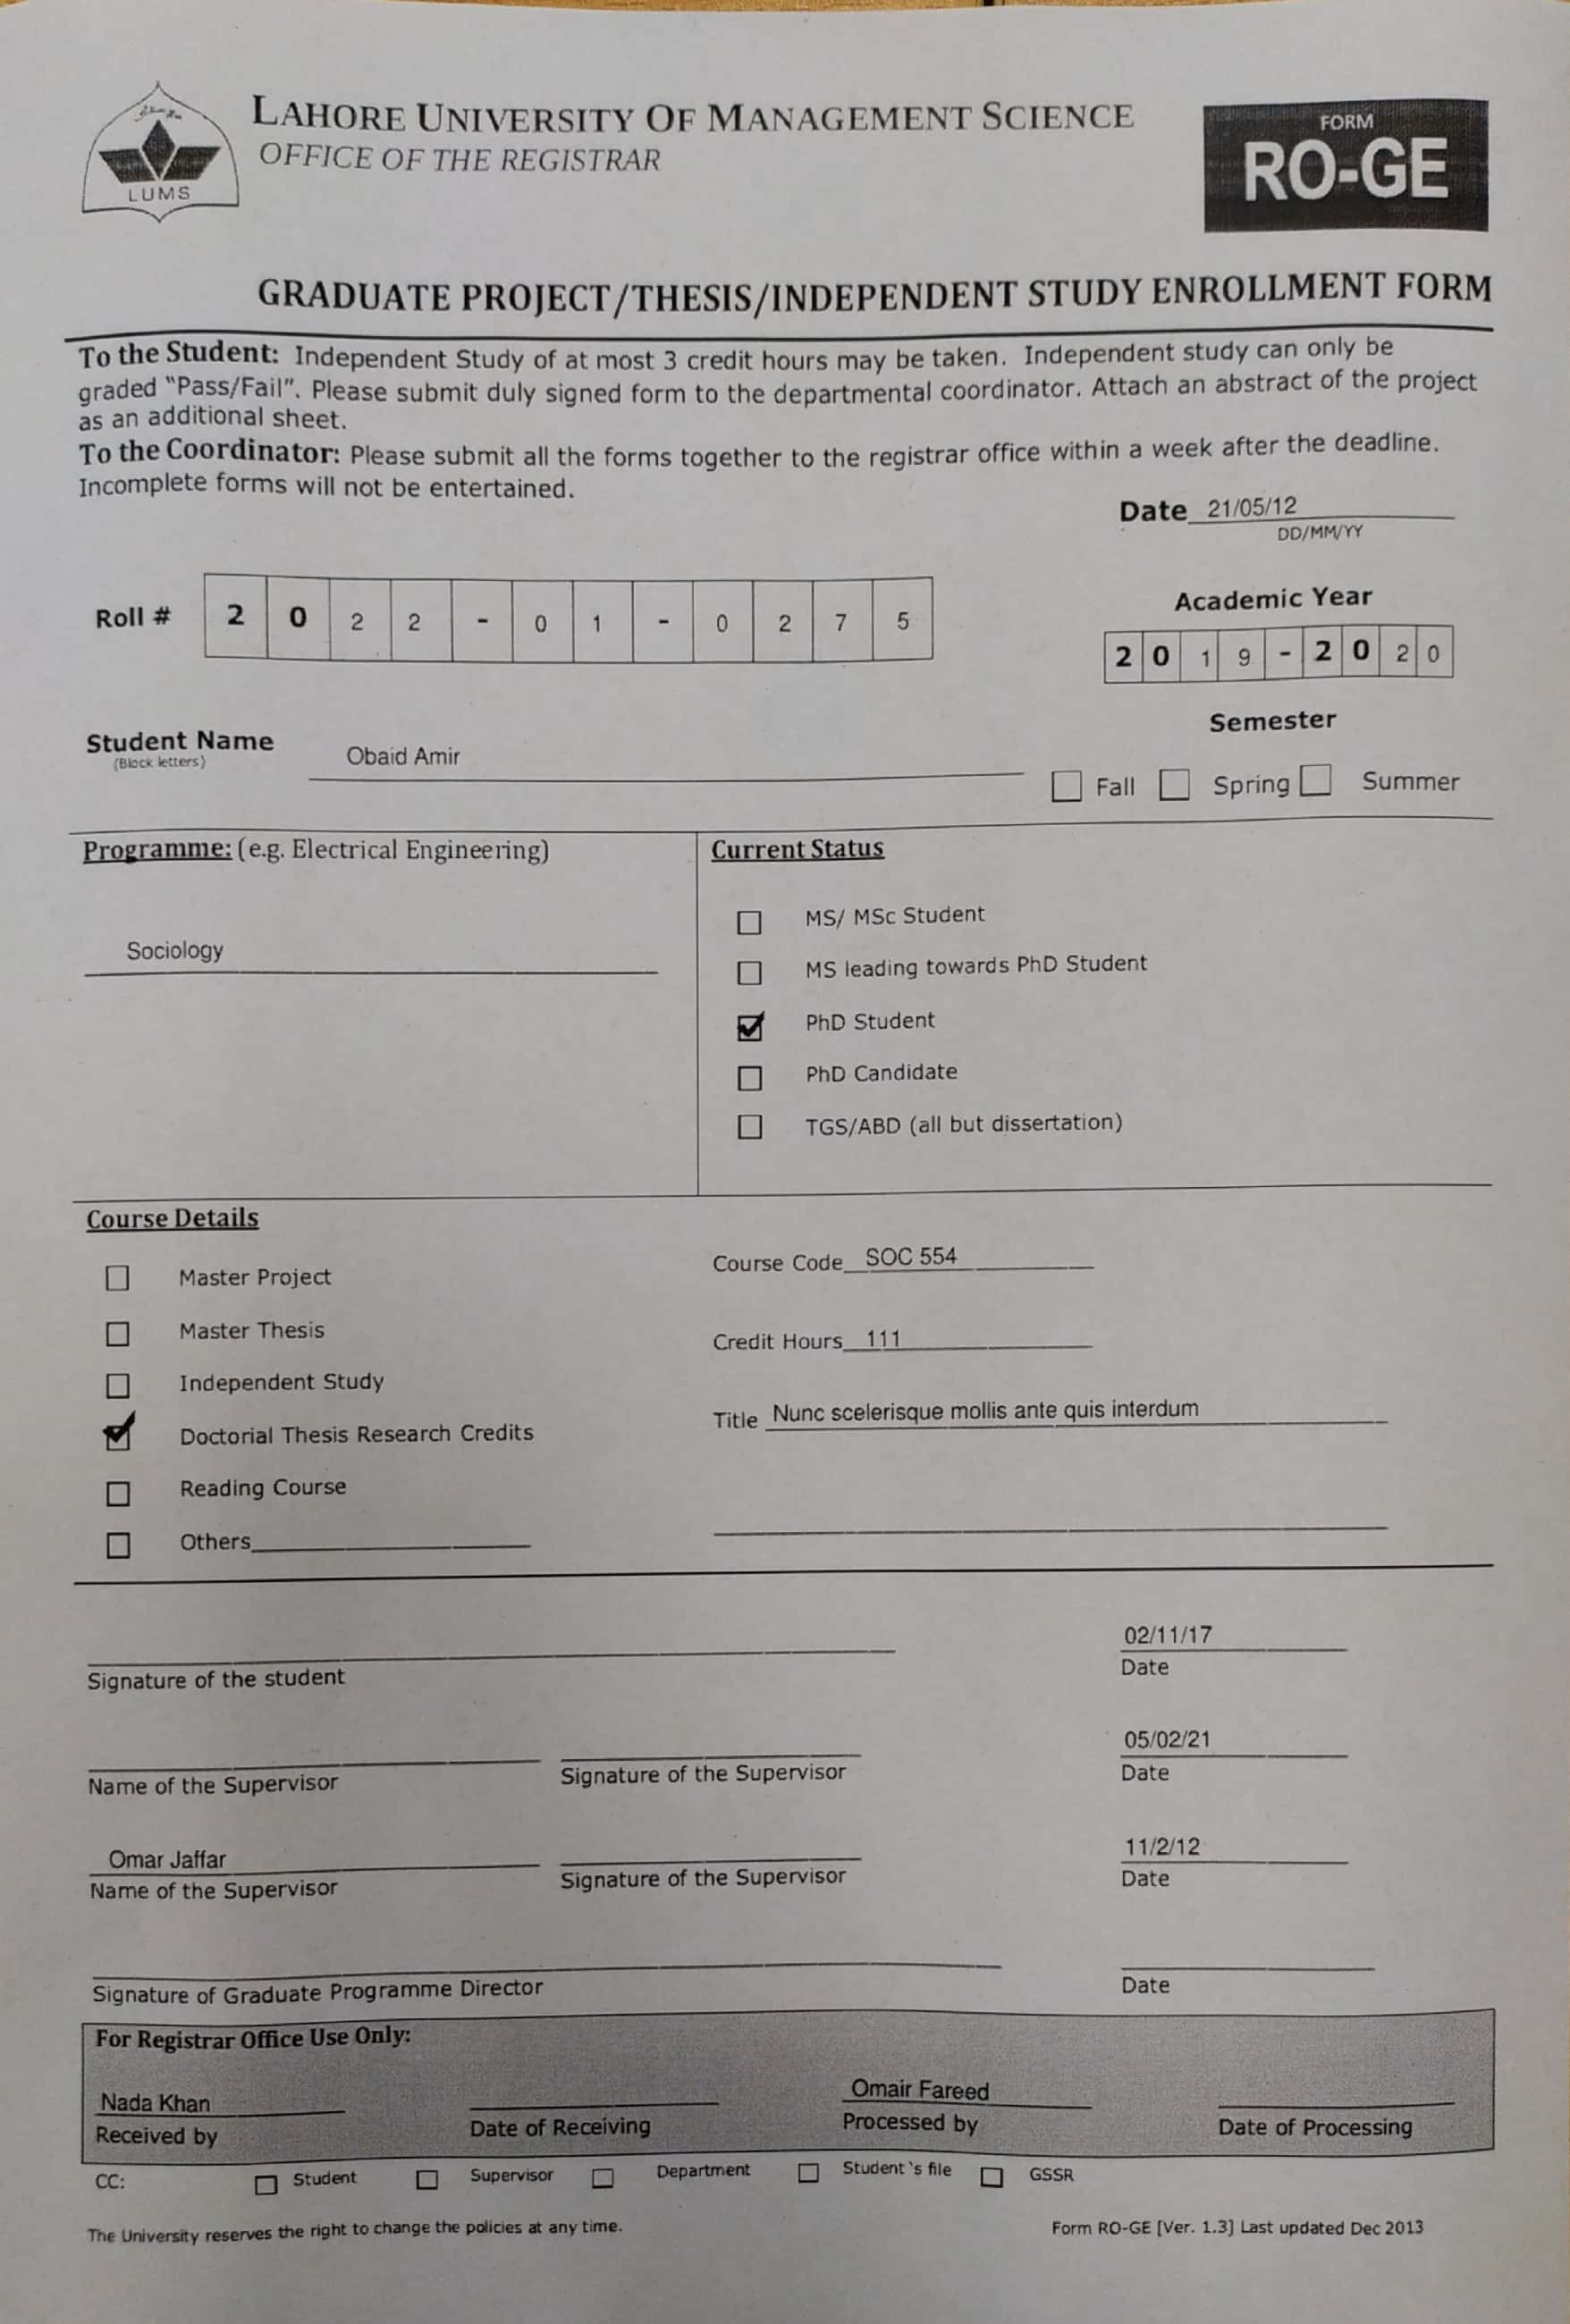 LUMS
LAHORE UNIVERSITY OF MANAGEMENT SCIENCE
OFFICE OF THE REGISTRAR
FORM
RO-GE
GRADUATE PROJECT/THESIS/INDEPENDENT STUDY ENROLLMENT FORM
To the Student: Independent Study of at most 3 credit hours may be taken. Independent study can only be
graded "Pass/Fail". Please submit duly signed form to the departmental coordinator. Attach an abstract of the project
as an additional sheet.
To the Coordinator: Please submit all the forms together to the registrar office within a week after the deadline.
Incomplete forms will not be entertained.
Date 21/05/12
DD/MM/YY
Roll # 2 0 2 2 - 0 1 - 0 2 7 5
Academic Year
2 0 1 9 - 2 0 2 0
Student Name Obaid Amir
(Block letters)
Semester
Fall Spring Summer
Programme: (e.g. Electrical Engineering)
Sociology
Current Status
MS/ MSc Student
MS leading towards PhD Student
PhD Student
PhD Candidate
TGS/ABD (all but dissertation)
Course Details
Master Project
Master Thesis
Independent Study
Doctorial Thesis Research Credits
Reading Course
Others
Course Code SOC 554
Credit Hours 111
Title Nunc scelerisque mollis ante quis interdum
02/11/17
Signature of the student Date
05/02/21
Name of the Supervisor Signature of the Supervisor Date
Omar Jaffar 11/2/12
Name of the Supervisor Signature of the Supervisor Date
Signature of Graduate Programme Director Date
For Registrar Office Use Only:
Nada Khan Omair Fareed
Received by Date of Receiving Processed by Date of Processing
CC: Student Supervisor Department Student's file GSSR
The University reserves the right to change the policies at any time. Form RO-GE [Ver. 1.3] Last updated Dec 2013